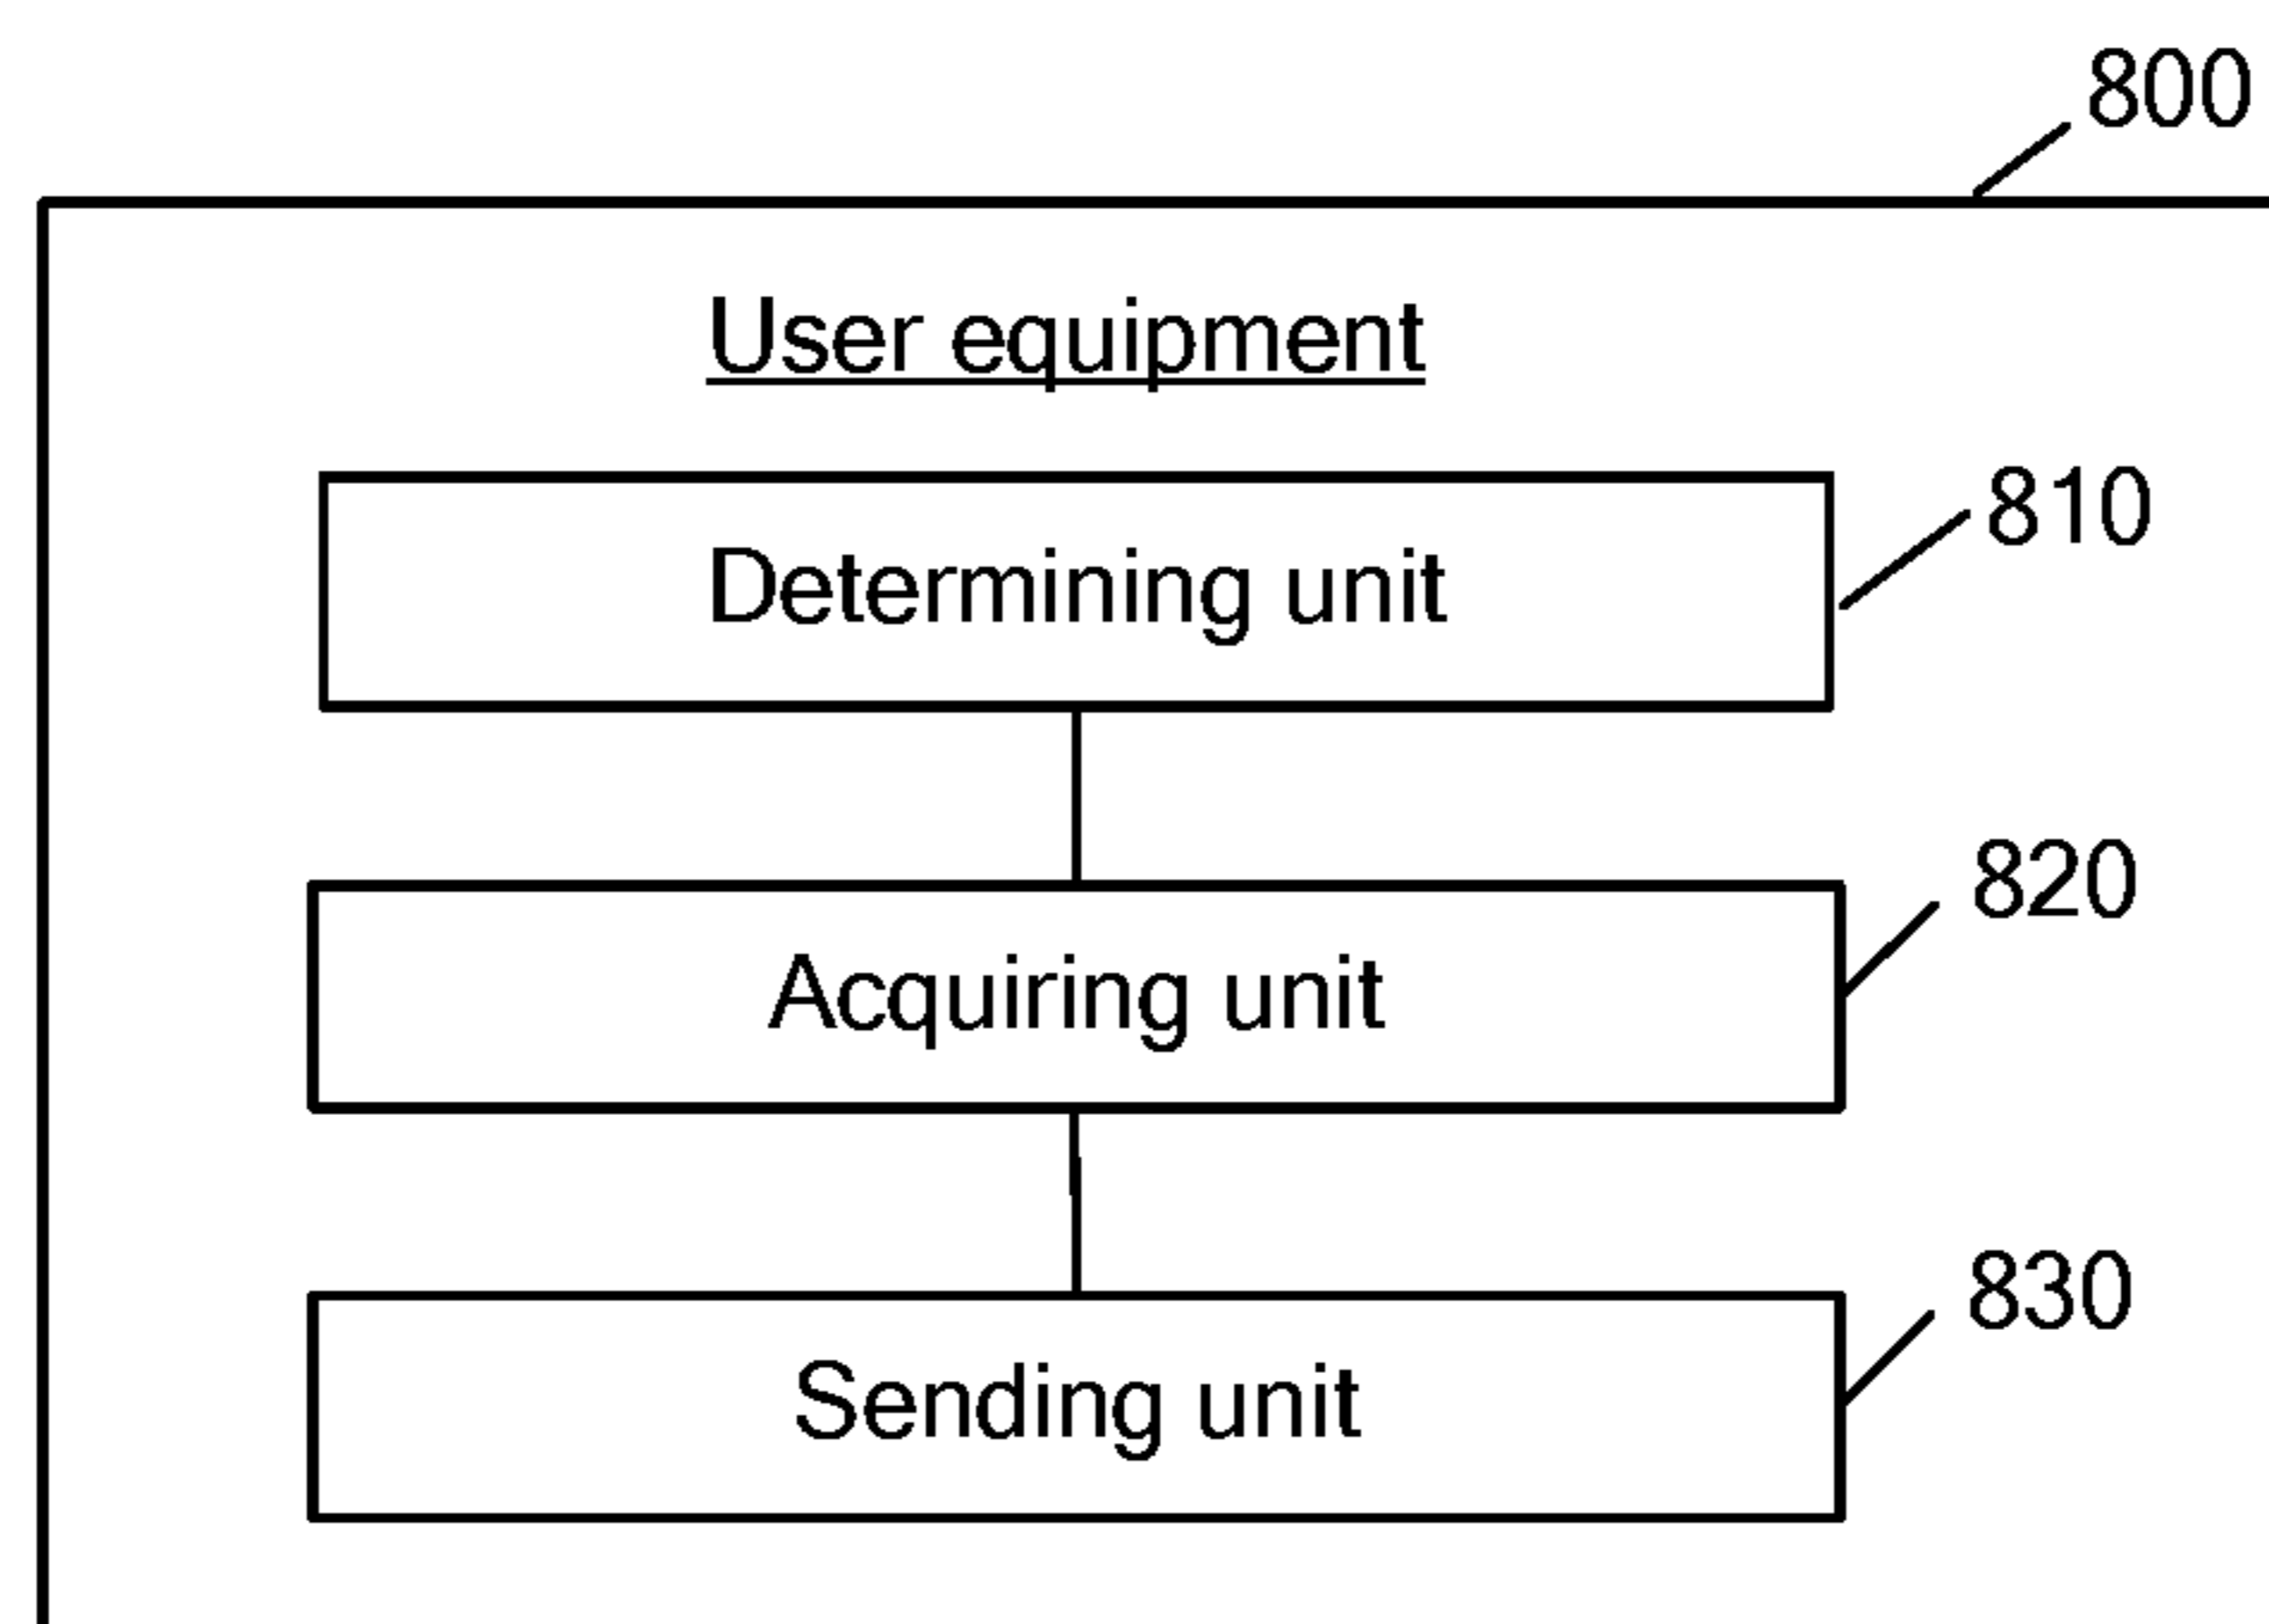 800
User equipment
810
Determining unit
820
Acquiring unit
830
Sending unit